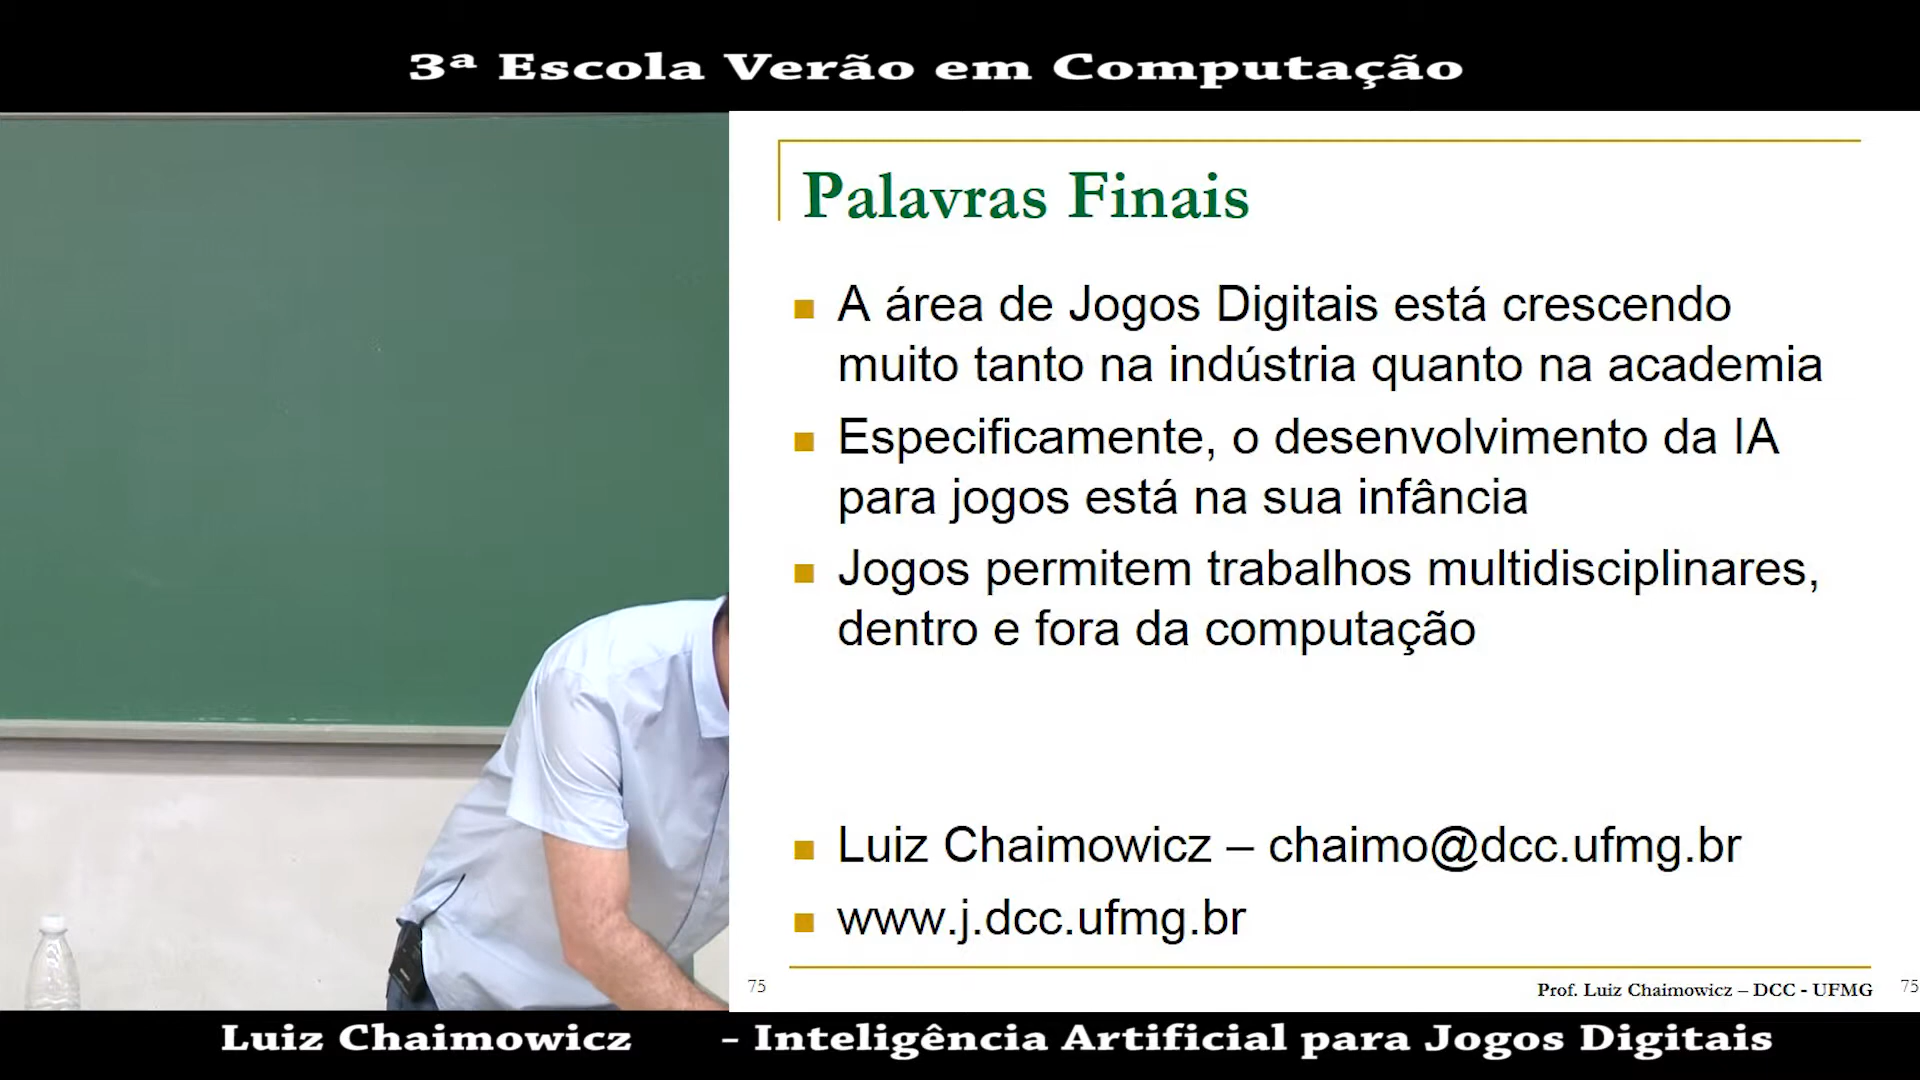 3ª Escola Verão em Computação
Palavras Finais
A área de Jogos Digitais está crescendo
muito tanto na indústria quanto na academia
Especificamente, o desenvolvimento da IA
para jogos está na sua infância
Jogos permitem trabalhos multidisciplinares,
dentro e fora da computação
Luiz Chaimowicz – chaimo@dcc.ufmg.br
www.j.dcc.ufmg.br
75
Prof. Luiz Chaimowicz – DCC - UFMG
75
Luiz Chaimowicz - Inteligência Artificial para Jogos Digitais